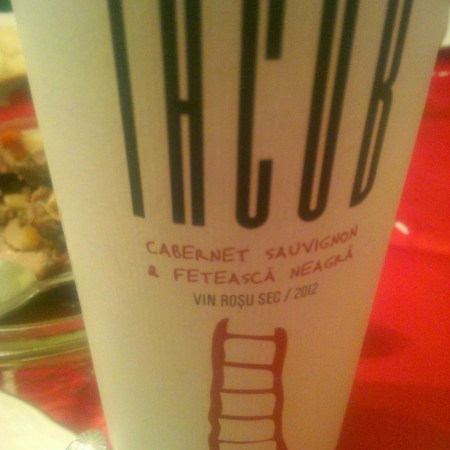 IACOB
CABERNET SAUVIGNON
& FETEASCĂ NEAGRĂ
VIN ROȘU SEC / 2012